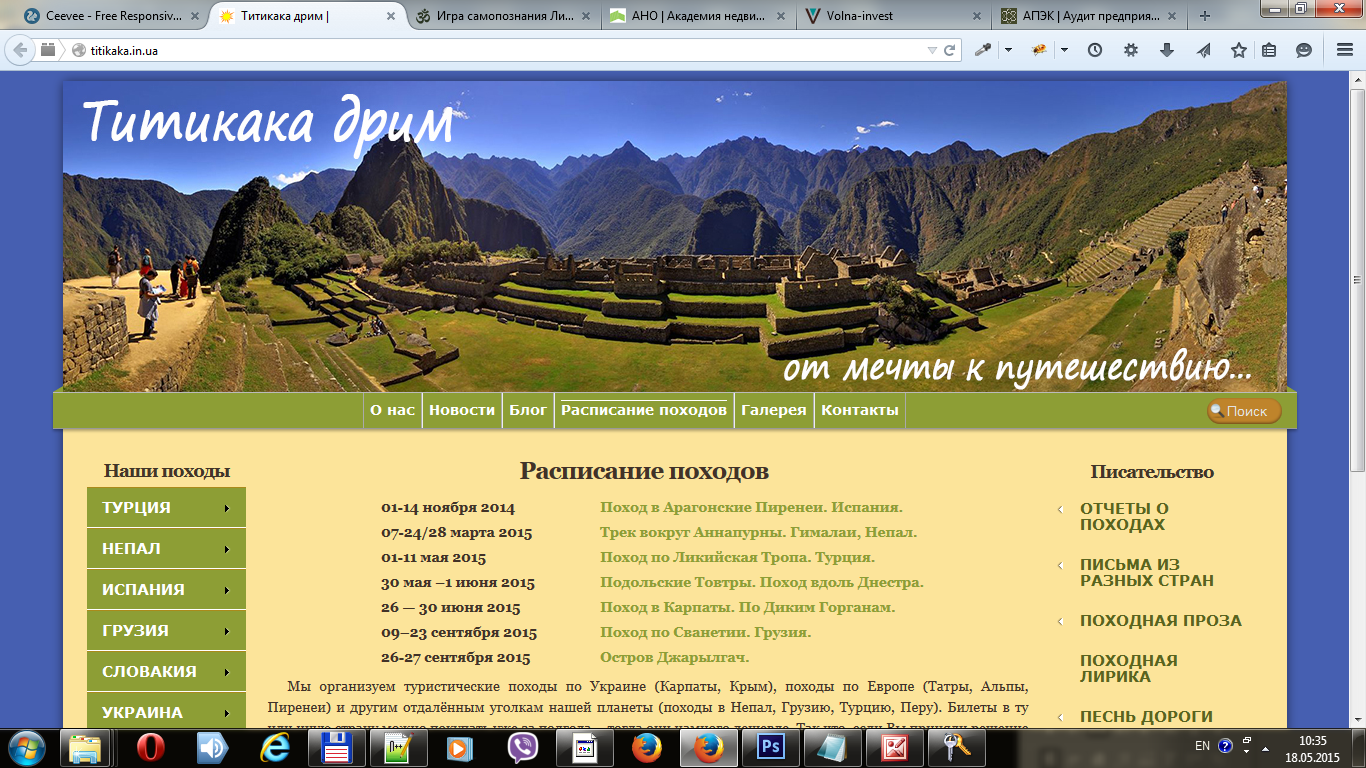 Ceevee - Free Responsiv...
Титикака дрим |
Игра самопознания Ли...
АНО | Академия недви...
Volna-invest
АПЭК | Аудит предприя...
titikaka.in.ua
Титикака дрим
от мечты к путешествию...
О нас
Новости
Блог
Расписание походов
Галерея
Контакты
Поиск
Наши походы
ТУРЦИЯ
НЕПАЛ
ИСПАНИЯ
ГРУЗИЯ
СЛОВАКИЯ
УКРАИНА
Расписание походов
01-14 ноября 2014 Поход в Арагонские Пиренеи. Испания.
07-24/28 марта 2015 Трек вокруг Аннапурны. Гималаи, Непал.
01-11 мая 2015 Поход по Ликийская Тропа. Турция.
30 мая –1 июня 2015 Подольские Товтры. Поход вдоль Днестра.
26 — 30 июня 2015 Поход в Карпаты. По Диким Горганам.
09–23 сентября 2015 Поход по Сванетии. Грузия.
26-27 сентября 2015 Остров Джарылгач.
Мы организуем туристические походы по Украине (Карпаты, Крым), походы по Европе (Татры, Альпы,
Пиренеи) и другим отдалённым уголкам нашей планеты (походы в Непал, Грузию, Турцию, Перу). Билеты в ту
Писательство
ОТЧЕТЫ О
ПОХОДАХ
ПИСЬМА ИЗ
РАЗНЫХ СТРАН
ПОХОДНАЯ ПРОЗА
ПОХОДНАЯ
ЛИРИКА
ПЕСНЬ ДОРОГИ
Ps
EN
10:35
18.05.2015